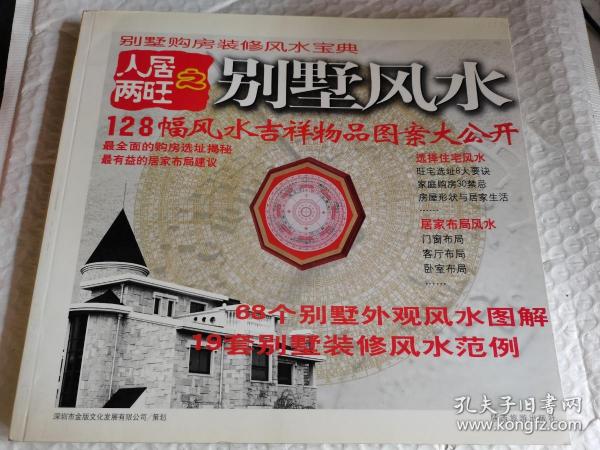 别墅购房装修风水宝典
人居
两旺
之
别墅风水
128幅风水吉祥物品图案大公开
最全面的购房选址揭秘
最有益的居家布局建议
选择住宅风水
旺宅选址8大要诀
家庭购房30禁忌
房屋形状与居家生活
……
居家布局风水
门窗布局
客厅布局
卧室布局
……
68个别墅外观风水图解
19套别墅装修风水范例
深圳市金版文化发展有限公司/策划
陕西旅游出版社
孔夫子旧书网
www.kongfz.com